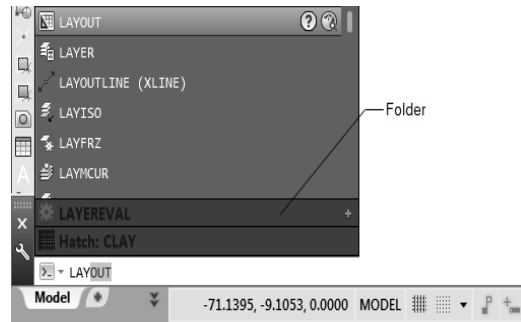 LAYOUT
LAYER
LAYOUTLINE (XLINE)
LAYISO
LAYFRZ
LAYMCUR
LAYEREVAL
Hatch: CLAY
LAYOUT
Folder
Model
-71.1395, -9.1053, 0.0000 MODEL